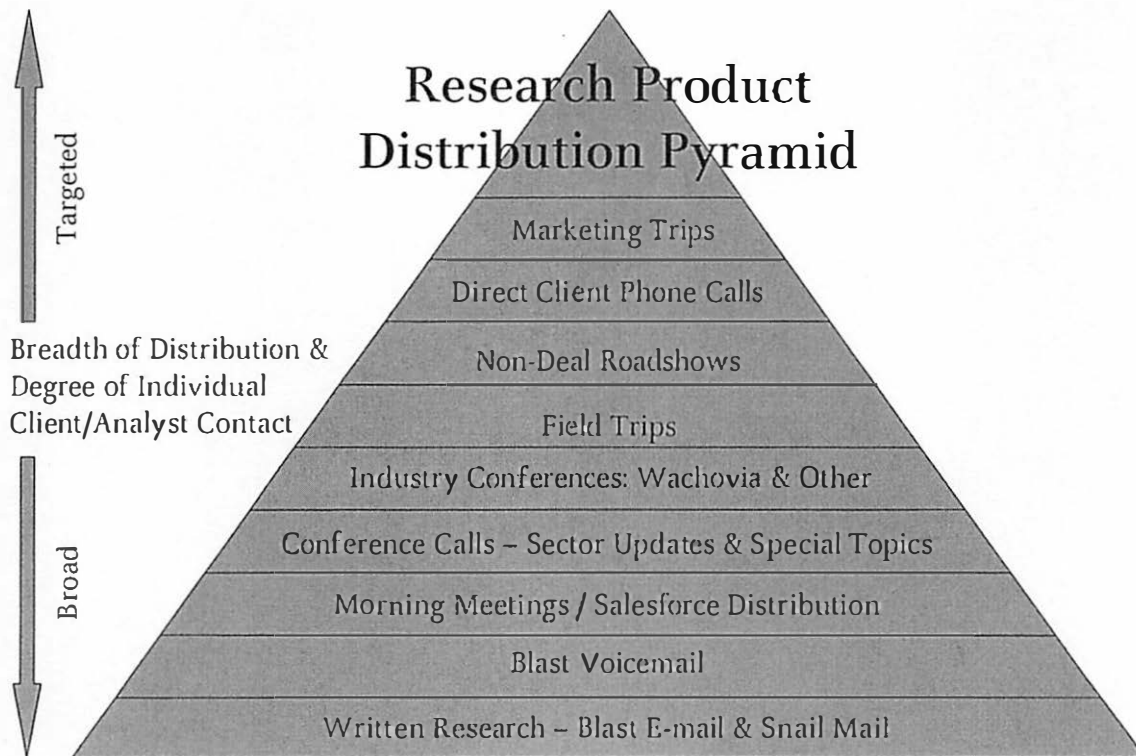 Research Product
Distribution Pyramid
Targeted
Marketing Trips
Direct Client Phone Calls
Non-Deal Roadshows
Breadth of Distribution &
Degree of Individual
Client/Analyst Contact
Field Trips
Industry Conferences: Wachovia & Other
Conference Calls – Sector Updates & Special Topics
Broad
Morning Meetings / Salesforce Distribution
Blast Voicemail
Written Research – Blast E-mail & Snail Mail